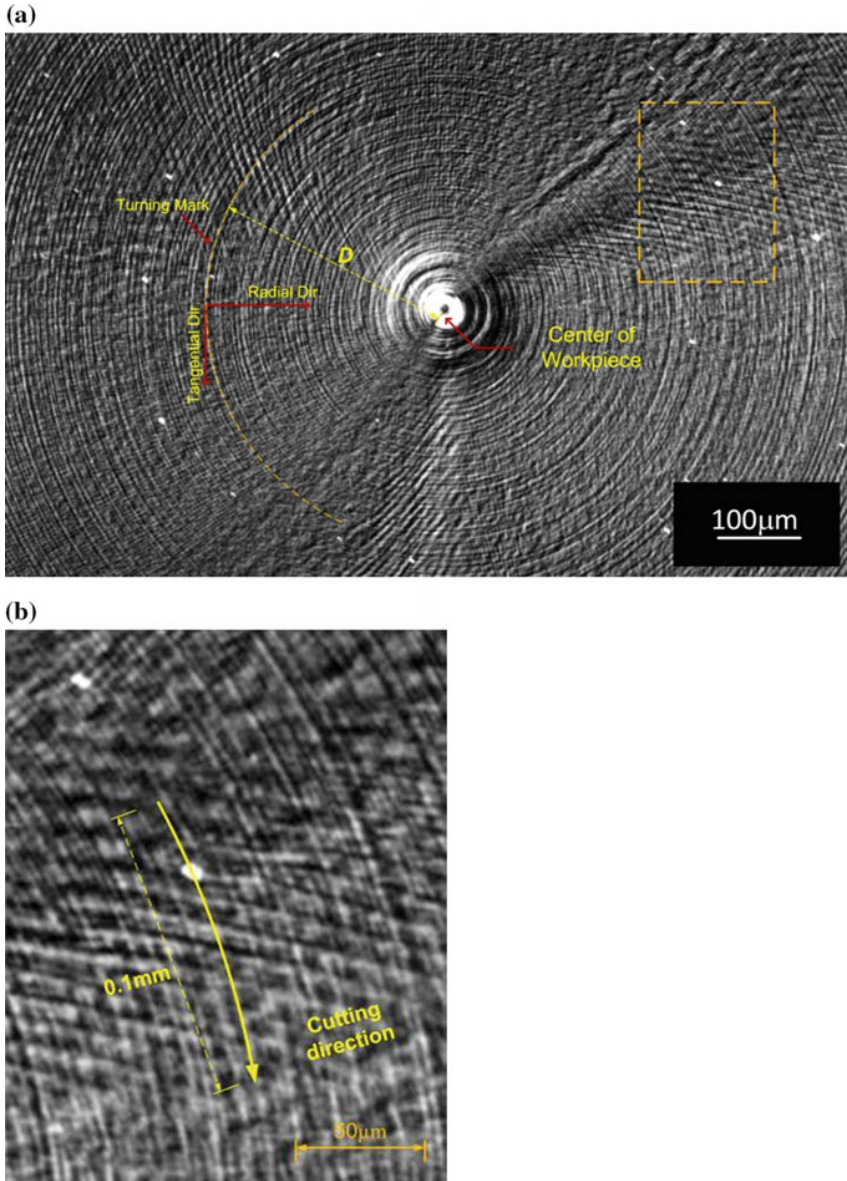 (a)
Turning Mark
D
Radial Dir.
Tangential Dir.
Center of
Workpiece
100μm
(b)
0.1mm
Cutting
direction
50μm